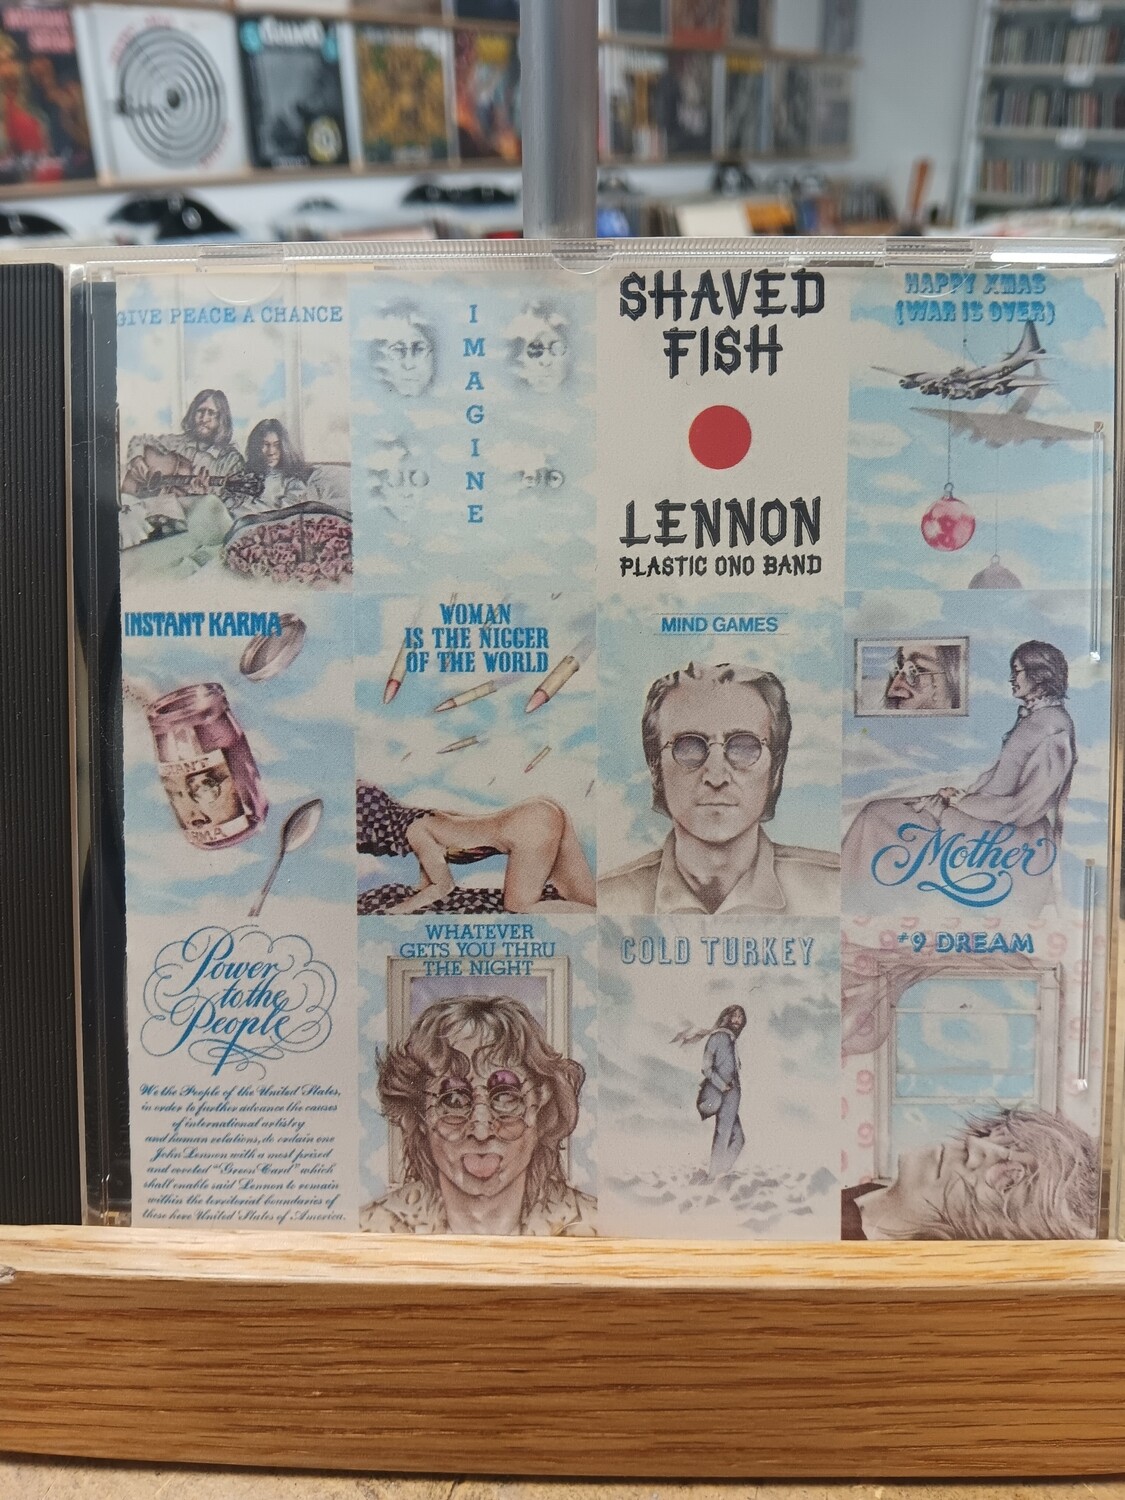 GIVE PEACE A CHANCE
IMAGINE
SHAVED
FISH
LENNON
PLASTIC ONO BAND
HAPPY XMAS
(WAR IS OVER)
INSTANT KARMA
WOMAN
IS THE NIGGER
OF THE WORLD
MIND GAMES
Mother
Power
to the
People
We the People of the United States,
in order to further advance the causes
of international artistry
and human relations, do ordain one
John Lennon with a most prized
and coveted "Green Card" which
shall enable said Lennon to remain
within the territorial boundaries of
these here United States of America.
WHATEVER
GETS YOU THRU
THE NIGHT
COLD TURKEY
#9 DREAM